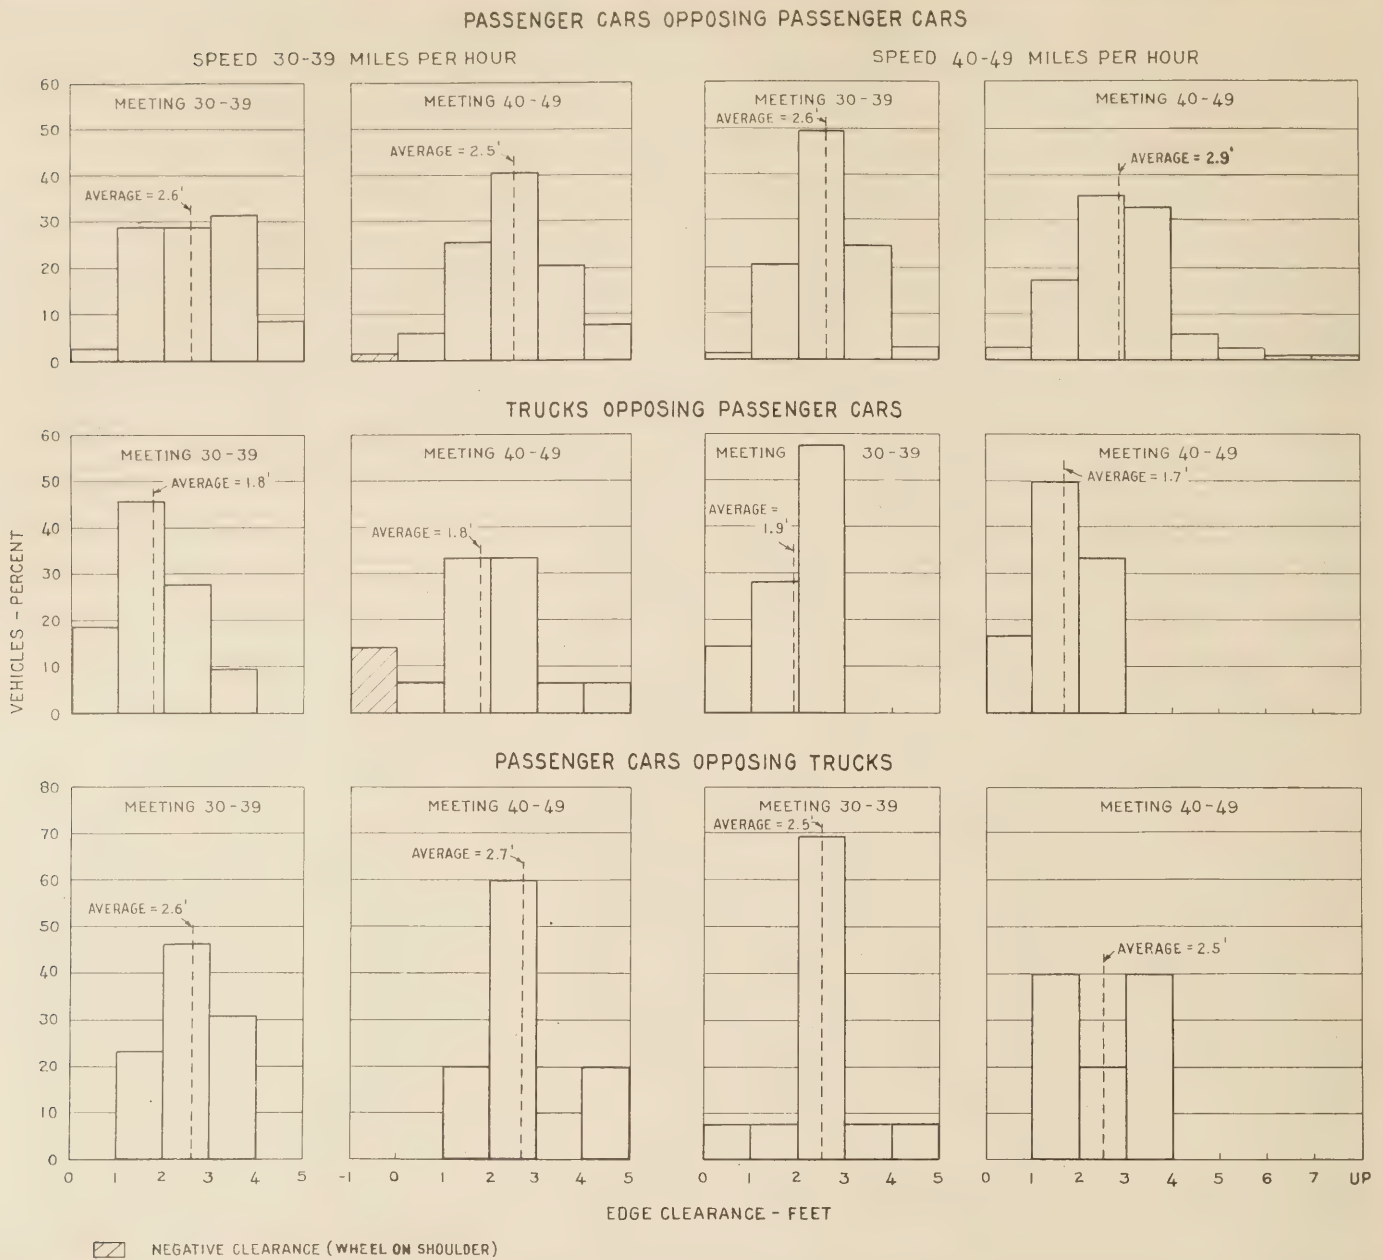 PASSENGER CARS OPPOSING PASSENGER CARS
SPEED 30-39 MILES PER HOUR
SPEED 40-49 MILES PER HOUR
60
50
40
30
20
10
0
MEETING 30-39
AVERAGE = 2.6'
MEETING 40-49
AVERAGE = 2.5'
MEETING 30-39
AVERAGE = 2.6'
MEETING 40-49
AVERAGE = 2.9'
TRUCKS OPPOSING PASSENGER CARS
VEHICLES - PERCENT
60
50
40
30
20
10
0
MEETING 30-39
AVERAGE = 1.8'
MEETING 40-49
AVERAGE = 1.8'
MEETING 30-39
AVERAGE =
1.9'
MEETING 40-49
AVERAGE = 1.7'
PASSENGER CARS OPPOSING TRUCKS
80
70
60
50
40
30
20
10
0
MEETING 30-39
AVERAGE = 2.6'
MEETING 40-49
AVERAGE = 2.7'
MEETING 30-39
AVERAGE = 2.5'
MEETING 40-49
AVERAGE = 2.5'
0 1 2 3 4 5
-1 0 1 2 3 4 5
0 1 2 3 4 5
0 1 2 3 4 5 6 7 UP
EDGE CLEARANCE - FEET
NEGATIVE CLEARANCE (WHEEL ON SHOULDER)